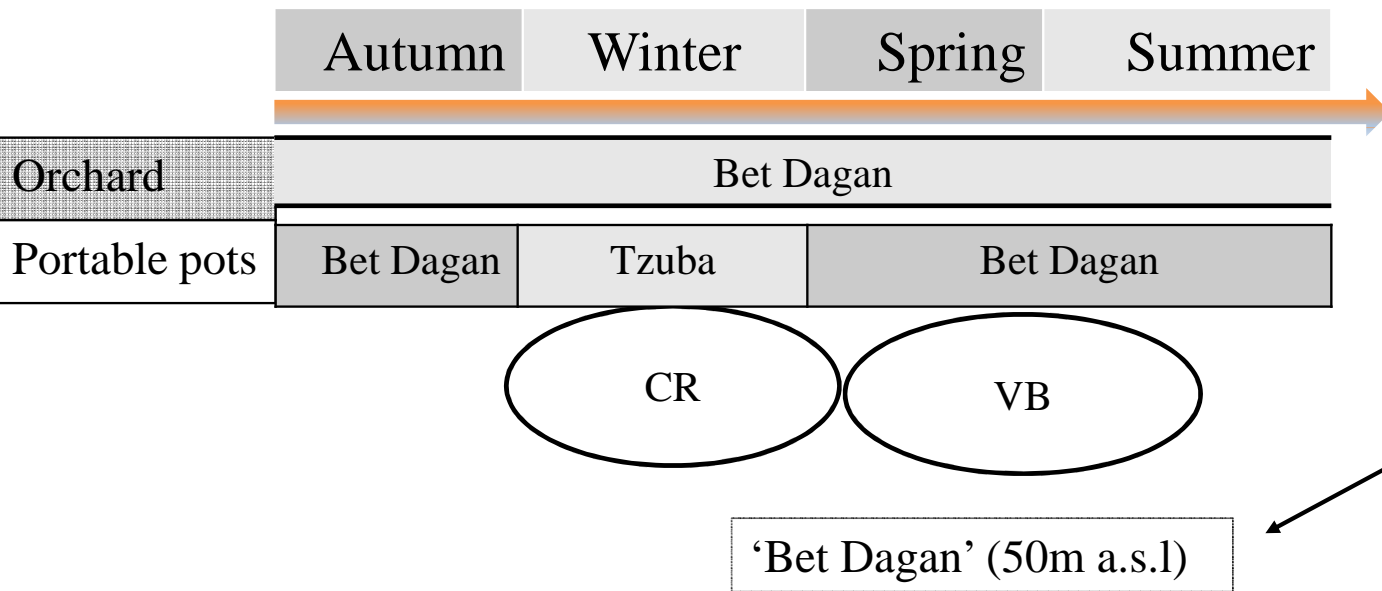 Autumn Winter Spring Summer
Orchard Bet Dagan
Portable pots Bet Dagan Tzuba Bet Dagan
CR VB
‘Bet Dagan’ (50m a.s.l)